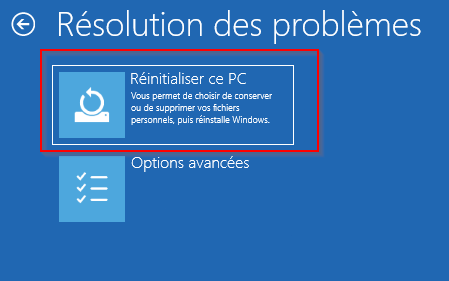 Résolution des problèmes
Réinitialiser ce PC
Vous permet de choisir de conserver
ou de supprimer vos fichiers
personnels, puis réinstalle Windows.
Options avancées